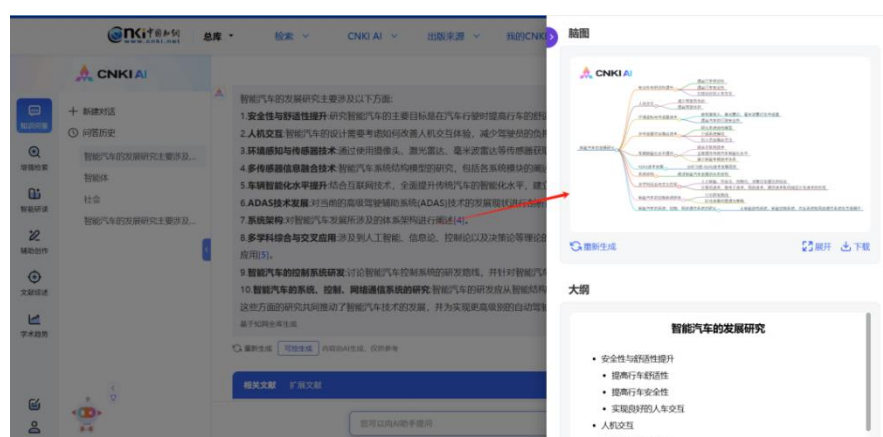 cnki中国知网
www.cnki.net
总库
检索
CNKI AI
出版来源
我的CNKI
脑图
CNKI AI
知识问答
增强检索
智能研读
辅助创作
文献综述
学术趋势
新建对话
问答历史
智能汽车的发展研究主要涉及...
智能体
社会
智能汽车的发展研究主要涉及...
智能汽车的发展研究主要涉及以下方面:
1.安全性与舒适性提升:研究智能汽车的主要目标是在汽车行驶时提高行车的舒
2.人机交互:智能汽车的设计需要考虑如何改善人机交互体验，减少驾驶员的负
3.环境感知与传感器技术:通过使用摄像头、激光雷达、毫米波雷达等传感器获
4.多传感器信息融合技术:智能汽车系统结构模型的研究，包括各系统模块的
5.车辆智能化水平提升:结合互联网技术，全面提升传统汽车的智能化水平，建
6.ADAS技术发展:对当前的高级驾驶辅助系统(ADAS)技术的发展现状进行剖析
7.系统架构:对智能汽车发展所涉及的体系架构进行阐述[4]。
8.多学科综合与交叉应用:涉及到人工智能、信息论、控制论以及决策论等理论的
应用[5]。
9.智能汽车的控制系统研发:讨论智能汽车控制系统的研发路线，并针对智能汽
10.智能汽车的系统、控制、网络通信系统的研究:智能汽车的研发应从智能结构
这些方面的研究共同推动了智能汽车技术的发展，并为实现更高级别的自动驾驶
基于知网全库生成
重新生成
可控生成
内容由AI生成，仅供参考
相关文献
扩展文献
您可以向AI助手提问
CNKI AI
智能汽车的发展研究
重新生成
展开
下载
大纲
智能汽车的发展研究
• 安全性与舒适性提升
• 提高行车舒适性
• 提高行车安全性
• 实现良好的人车交互
• 人机交互